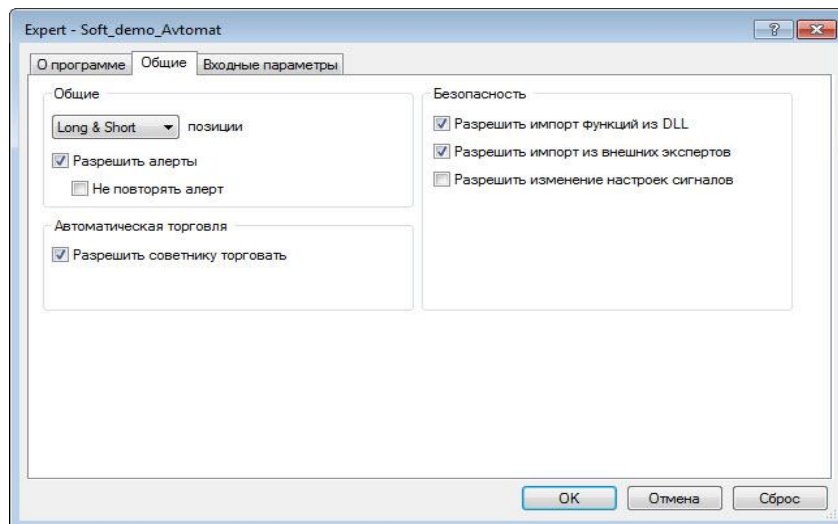 Expert - Soft_demo_Avtomat
О программе Общие Входные параметры
Общие
Long & Short позиции
Разрешить алерты
Не повторять алерт
Автоматическая торговля
Разрешить советнику торговать
Безопасность
Разрешить импорт функций из DLL
Разрешить импорт из внешних экспертов
Разрешить изменение настроек сигналов
OK Отмена Сброс